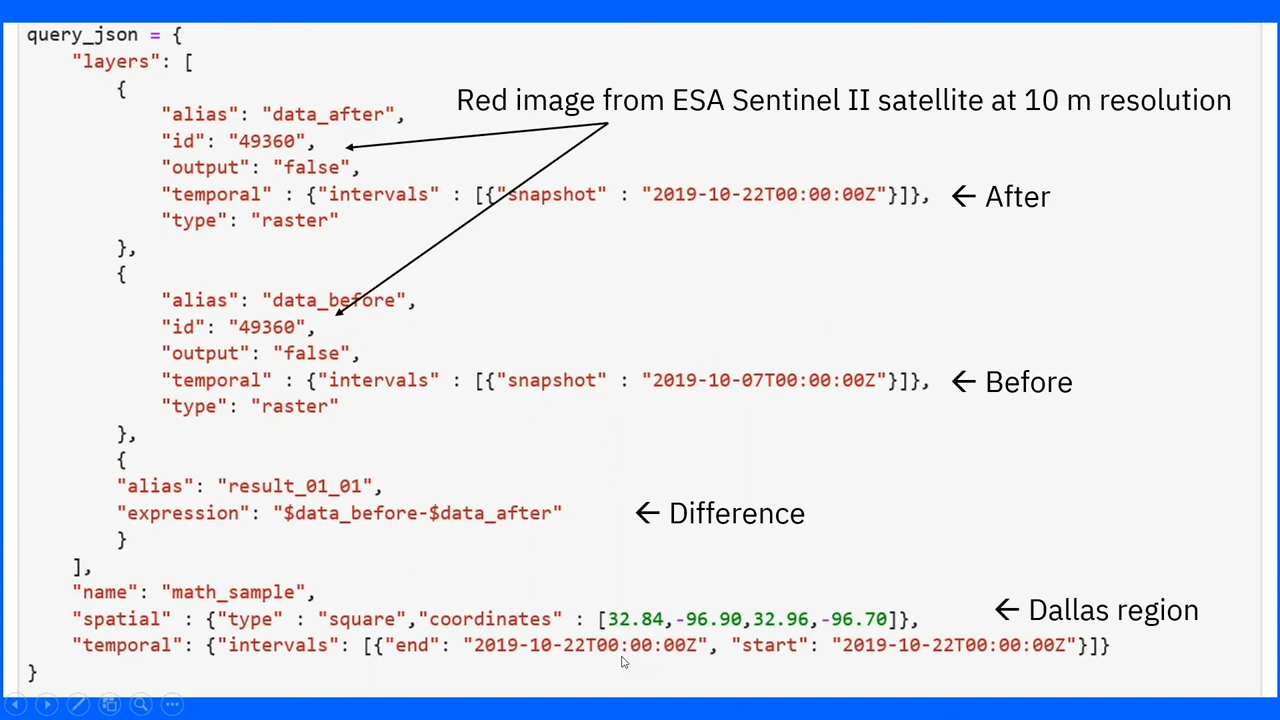 query_json = {
"layers": [
{
"alias": "data_after",
Red image from ESA Sentinel II satellite at 10 m resolution
"id": "49360",
"output": "false",
"temporal" : {"intervals" : [{"snapshot" : "2019-10-22T00:00:00Z"}]},
← After
"type": "raster"
},
{
"alias": "data_before",
"id": "49360",
"output": "false",
"temporal" : {"intervals" : [{"snapshot" : "2019-10-07T00:00:00Z"}]},
← Before
"type": "raster"
},
{
"alias": "result_01_01",
"expression": "$data_before-$data_after"
← Difference
}
],
"name": "math_sample",
"spatial" : {"type" : "square","coordinates" : [32.84,-96.90,32.96,-96.70]},
← Dallas region
"temporal": {"intervals": [{"end": "2019-10-22T00:00:00Z", "start": "2019-10-22T00:00:00Z"}]}
}